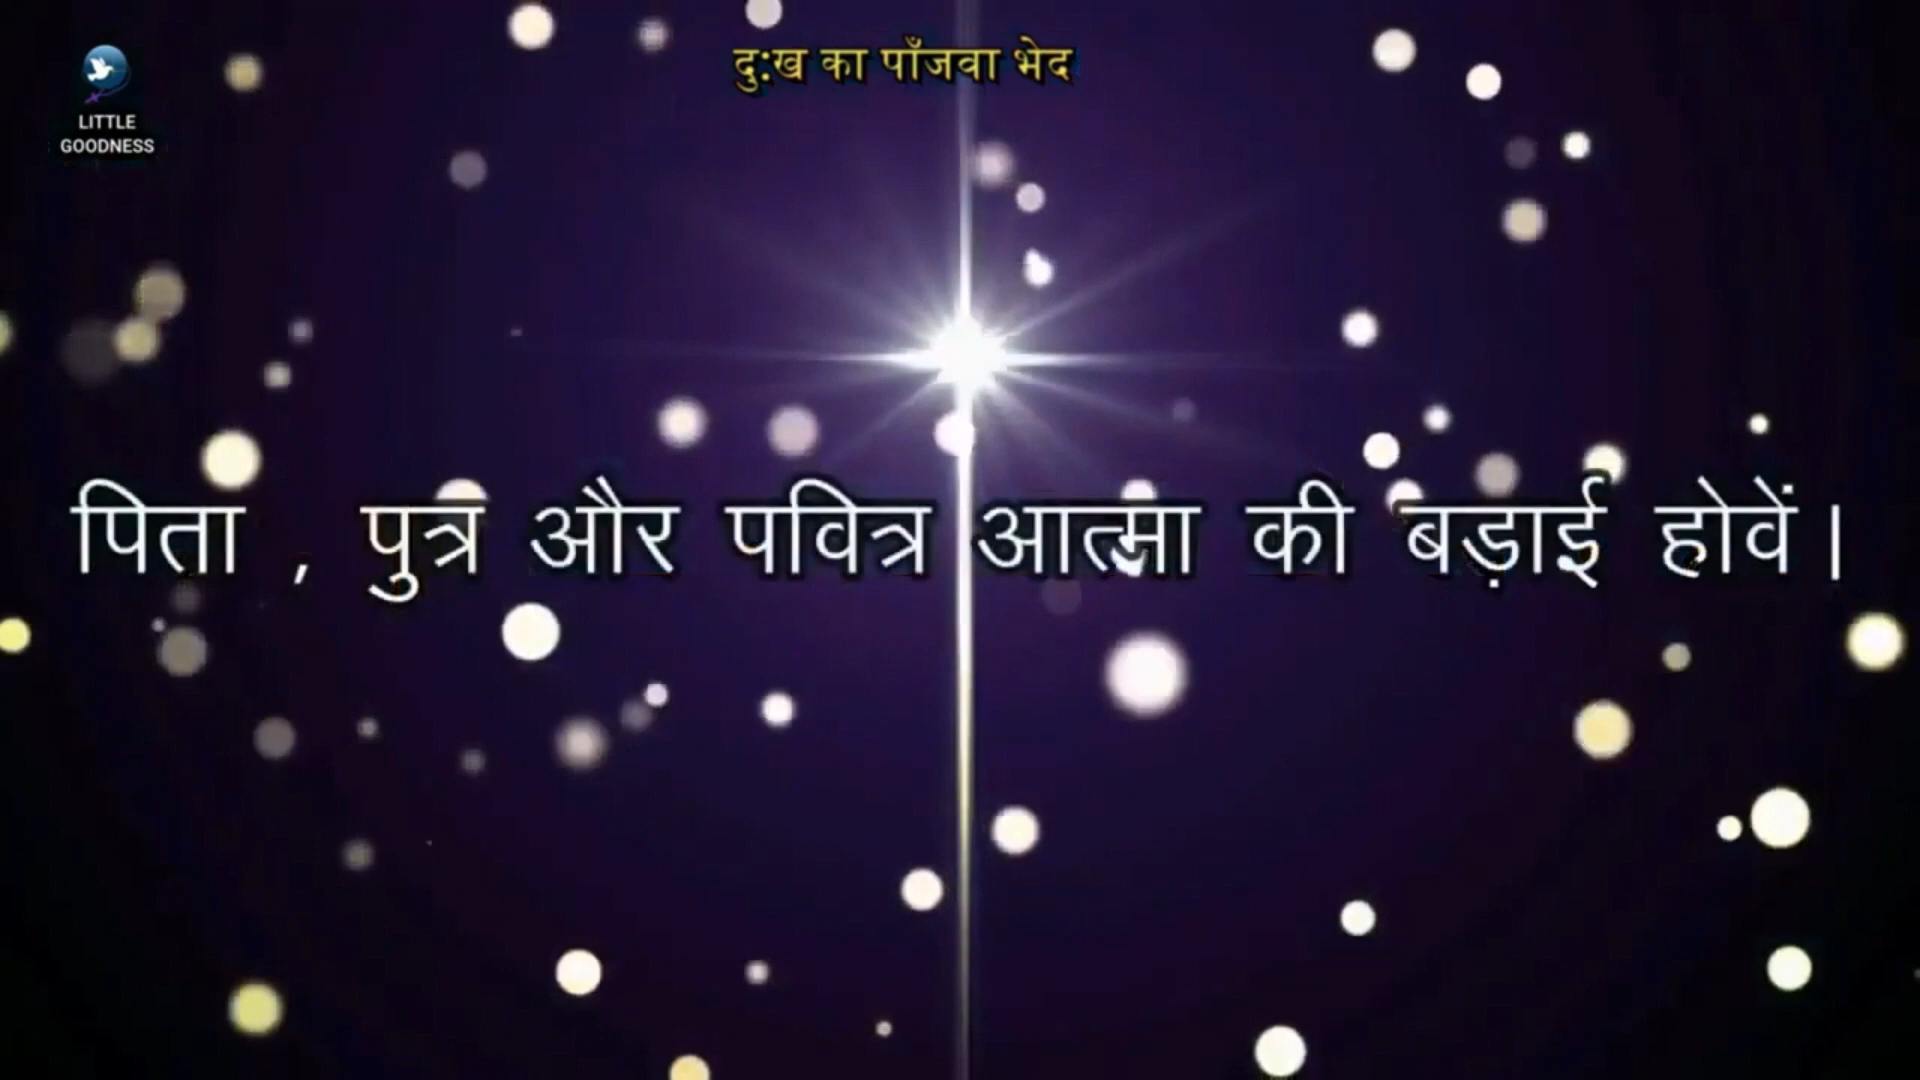 दु:ख का पाँजवा भेद
LITTLE
GOODNESS
पिता , पुत्र और पवित्र आत्मा की बड़ाई होवें।